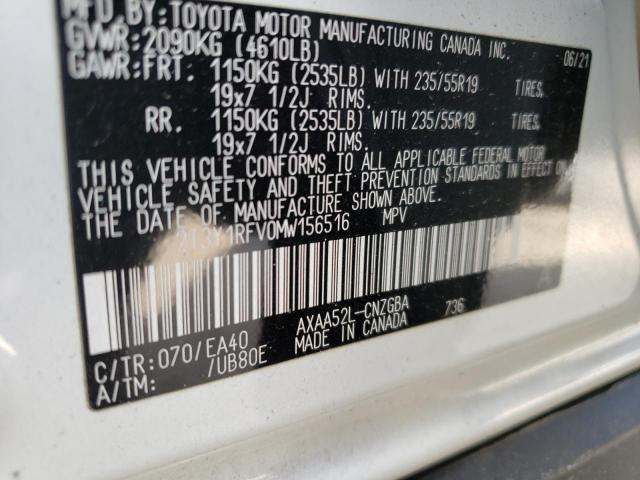 MFD.BY:TOYOTA MOTOR MANUFACTURING CANADA INC. 06/21
GVWR:2090KG (4610LB)
GAWR:FRT. 1150KG (2535LB) WITH 235/55R19 TIRES,
19x7 1/2J RIMS.
RR. 1150KG (2535LB) WITH 235/55R19 TIRES,
19x7 1/2J RIMS.
THIS VEHICLE CONFORMS TO ALL APPLICABLE FEDERAL MOTOR
VEHICLE SAFETY AND THEFT PREVENTION STANDARDS IN EFFECT ON
THE DATE OF MANUFACTURE SHOWN ABOVE.
2T3Y1RFV0MW156516 MPV
C/TR:070/EA40 AXAA52L-CNZGBA 736
A/TM: /UB80E MADE IN CANADA